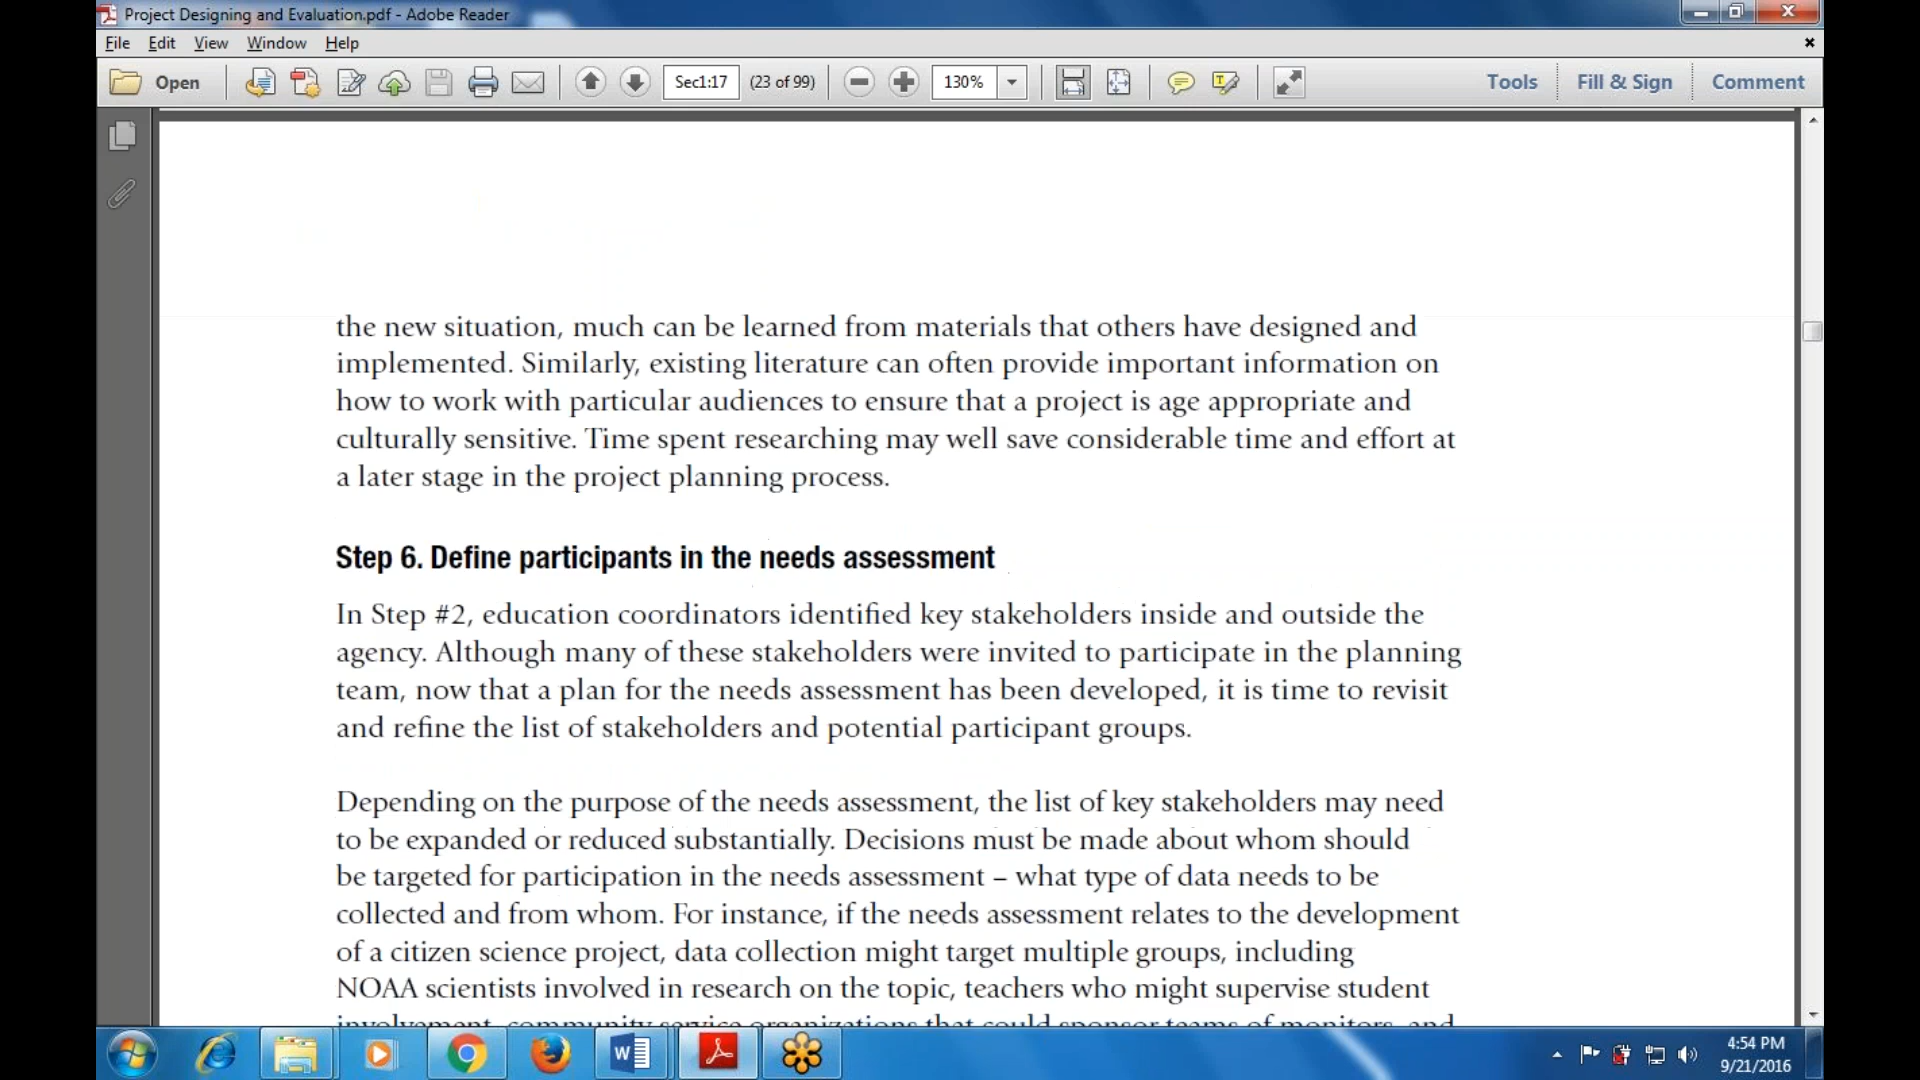 Project Designing and Evaluation.pdf - Adobe Reader
File Edit View Window Help
Open Sec1:17 (23 of 99) 130% Tools Fill & Sign Comment
the new situation, much can be learned from materials that others have designed and
implemented. Similarly, existing literature can often provide important information on
how to work with particular audiences to ensure that a project is age appropriate and
culturally sensitive. Time spent researching may well save considerable time and effort at
a later stage in the project planning process.
Step 6. Define participants in the needs assessment
In Step #2, education coordinators identified key stakeholders inside and outside the
agency. Although many of these stakeholders were invited to participate in the planning
team, now that a plan for the needs assessment has been developed, it is time to revisit
and refine the list of stakeholders and potential participant groups.
Depending on the purpose of the needs assessment, the list of key stakeholders may need
to be expanded or reduced substantially. Decisions must be made about whom should
be targeted for participation in the needs assessment – what type of data needs to be
collected and from whom. For instance, if the needs assessment relates to the development
of a citizen science project, data collection might target multiple groups, including
NOAA scientists involved in research on the topic, teachers who might supervise student
involvement, community service organizations that could sponsor teams of monitors, and
4:54 PM
9/21/2016